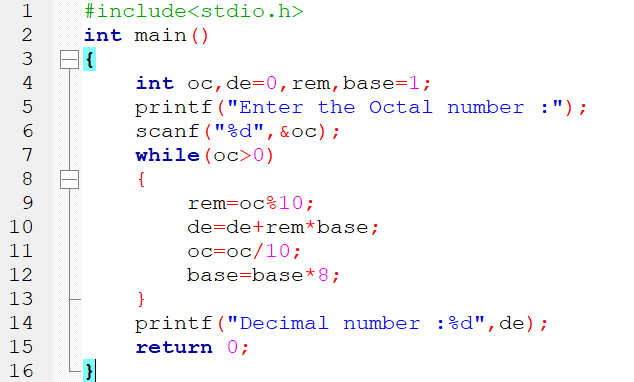 1 #include<stdio.h>
2 int main()
3 {
4 int oc,de=0,rem,base=1;
5 printf("Enter the Octal number :");
6 scanf("%d",&oc);
7 while(oc>0)
8 {
9 rem=oc%10;
10 de=de+rem*base;
11 oc=oc/10;
12 base=base*8;
13 }
14 printf("Decimal number :%d",de);
15 return 0;
16 }